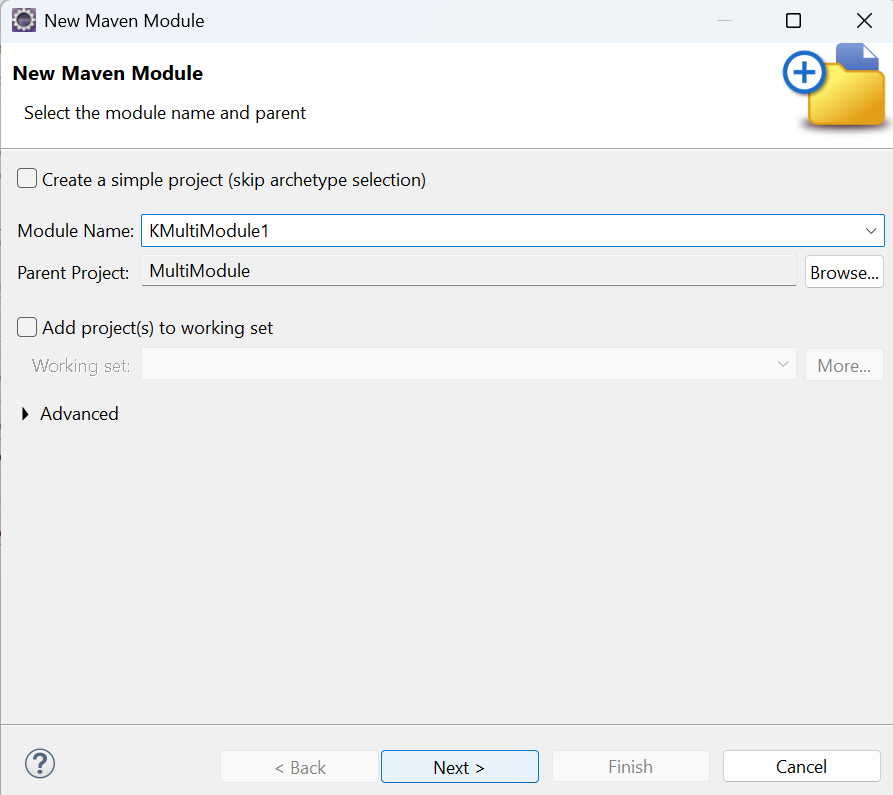 New Maven Module
New Maven Module
Select the module name and parent
Create a simple project (skip archetype selection)
Module Name: KMultiModule1
Parent Project: MultiModule Browse...
Add project(s) to working set
Working set: More...
Advanced
? < Back Next > Finish Cancel